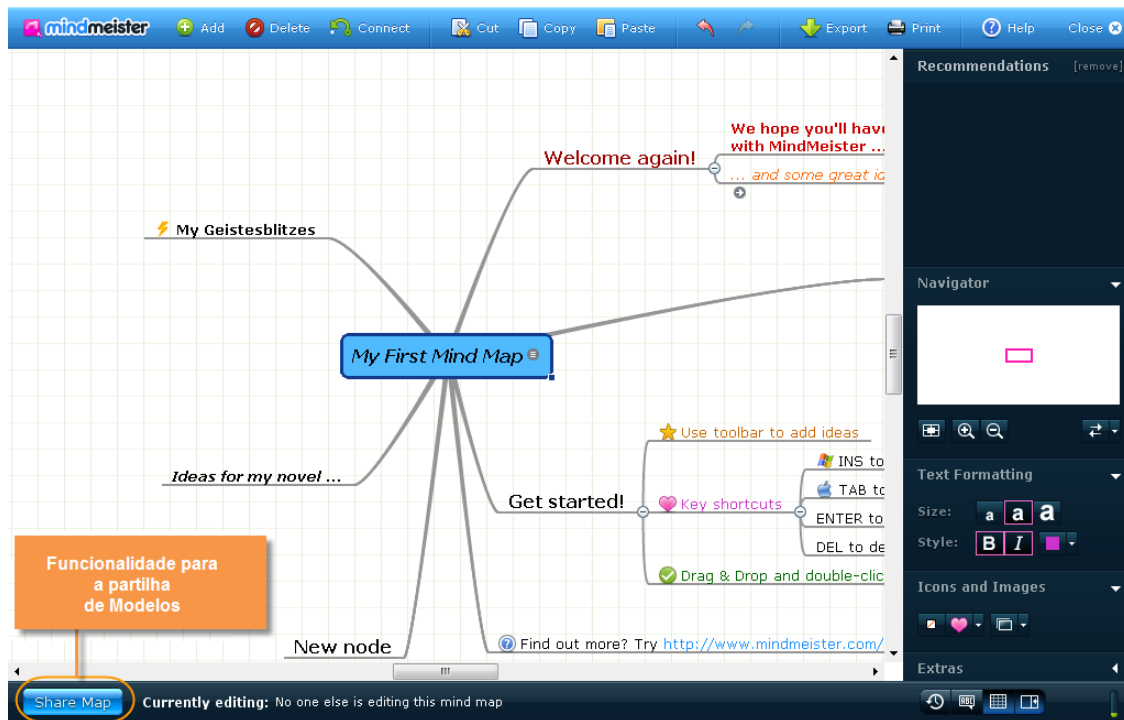 mindmeister Add Delete Connect Cut Copy Paste Export Print Help Close
Recommendations [remove]
We hope you'll have
with MindMeister ...
Welcome again!
... and some great
My Geistesblitzes
Navigator
My First Mind Map
Use toolbar to add ideas
INS to
Ideas for my novel ...
Get started!
Key shortcuts
TAB to
ENTER to
DEL to de
Drag & Drop and double-clic
Text Formatting
Size: a a a
Style: B I
Funcionalidade para
a partilha
de Modelos
Icons and Images
New node
Find out more? Try http://www.mindmeister.com/
Extras
Share Map Currently editing: No one else is editing this mind map
ABC